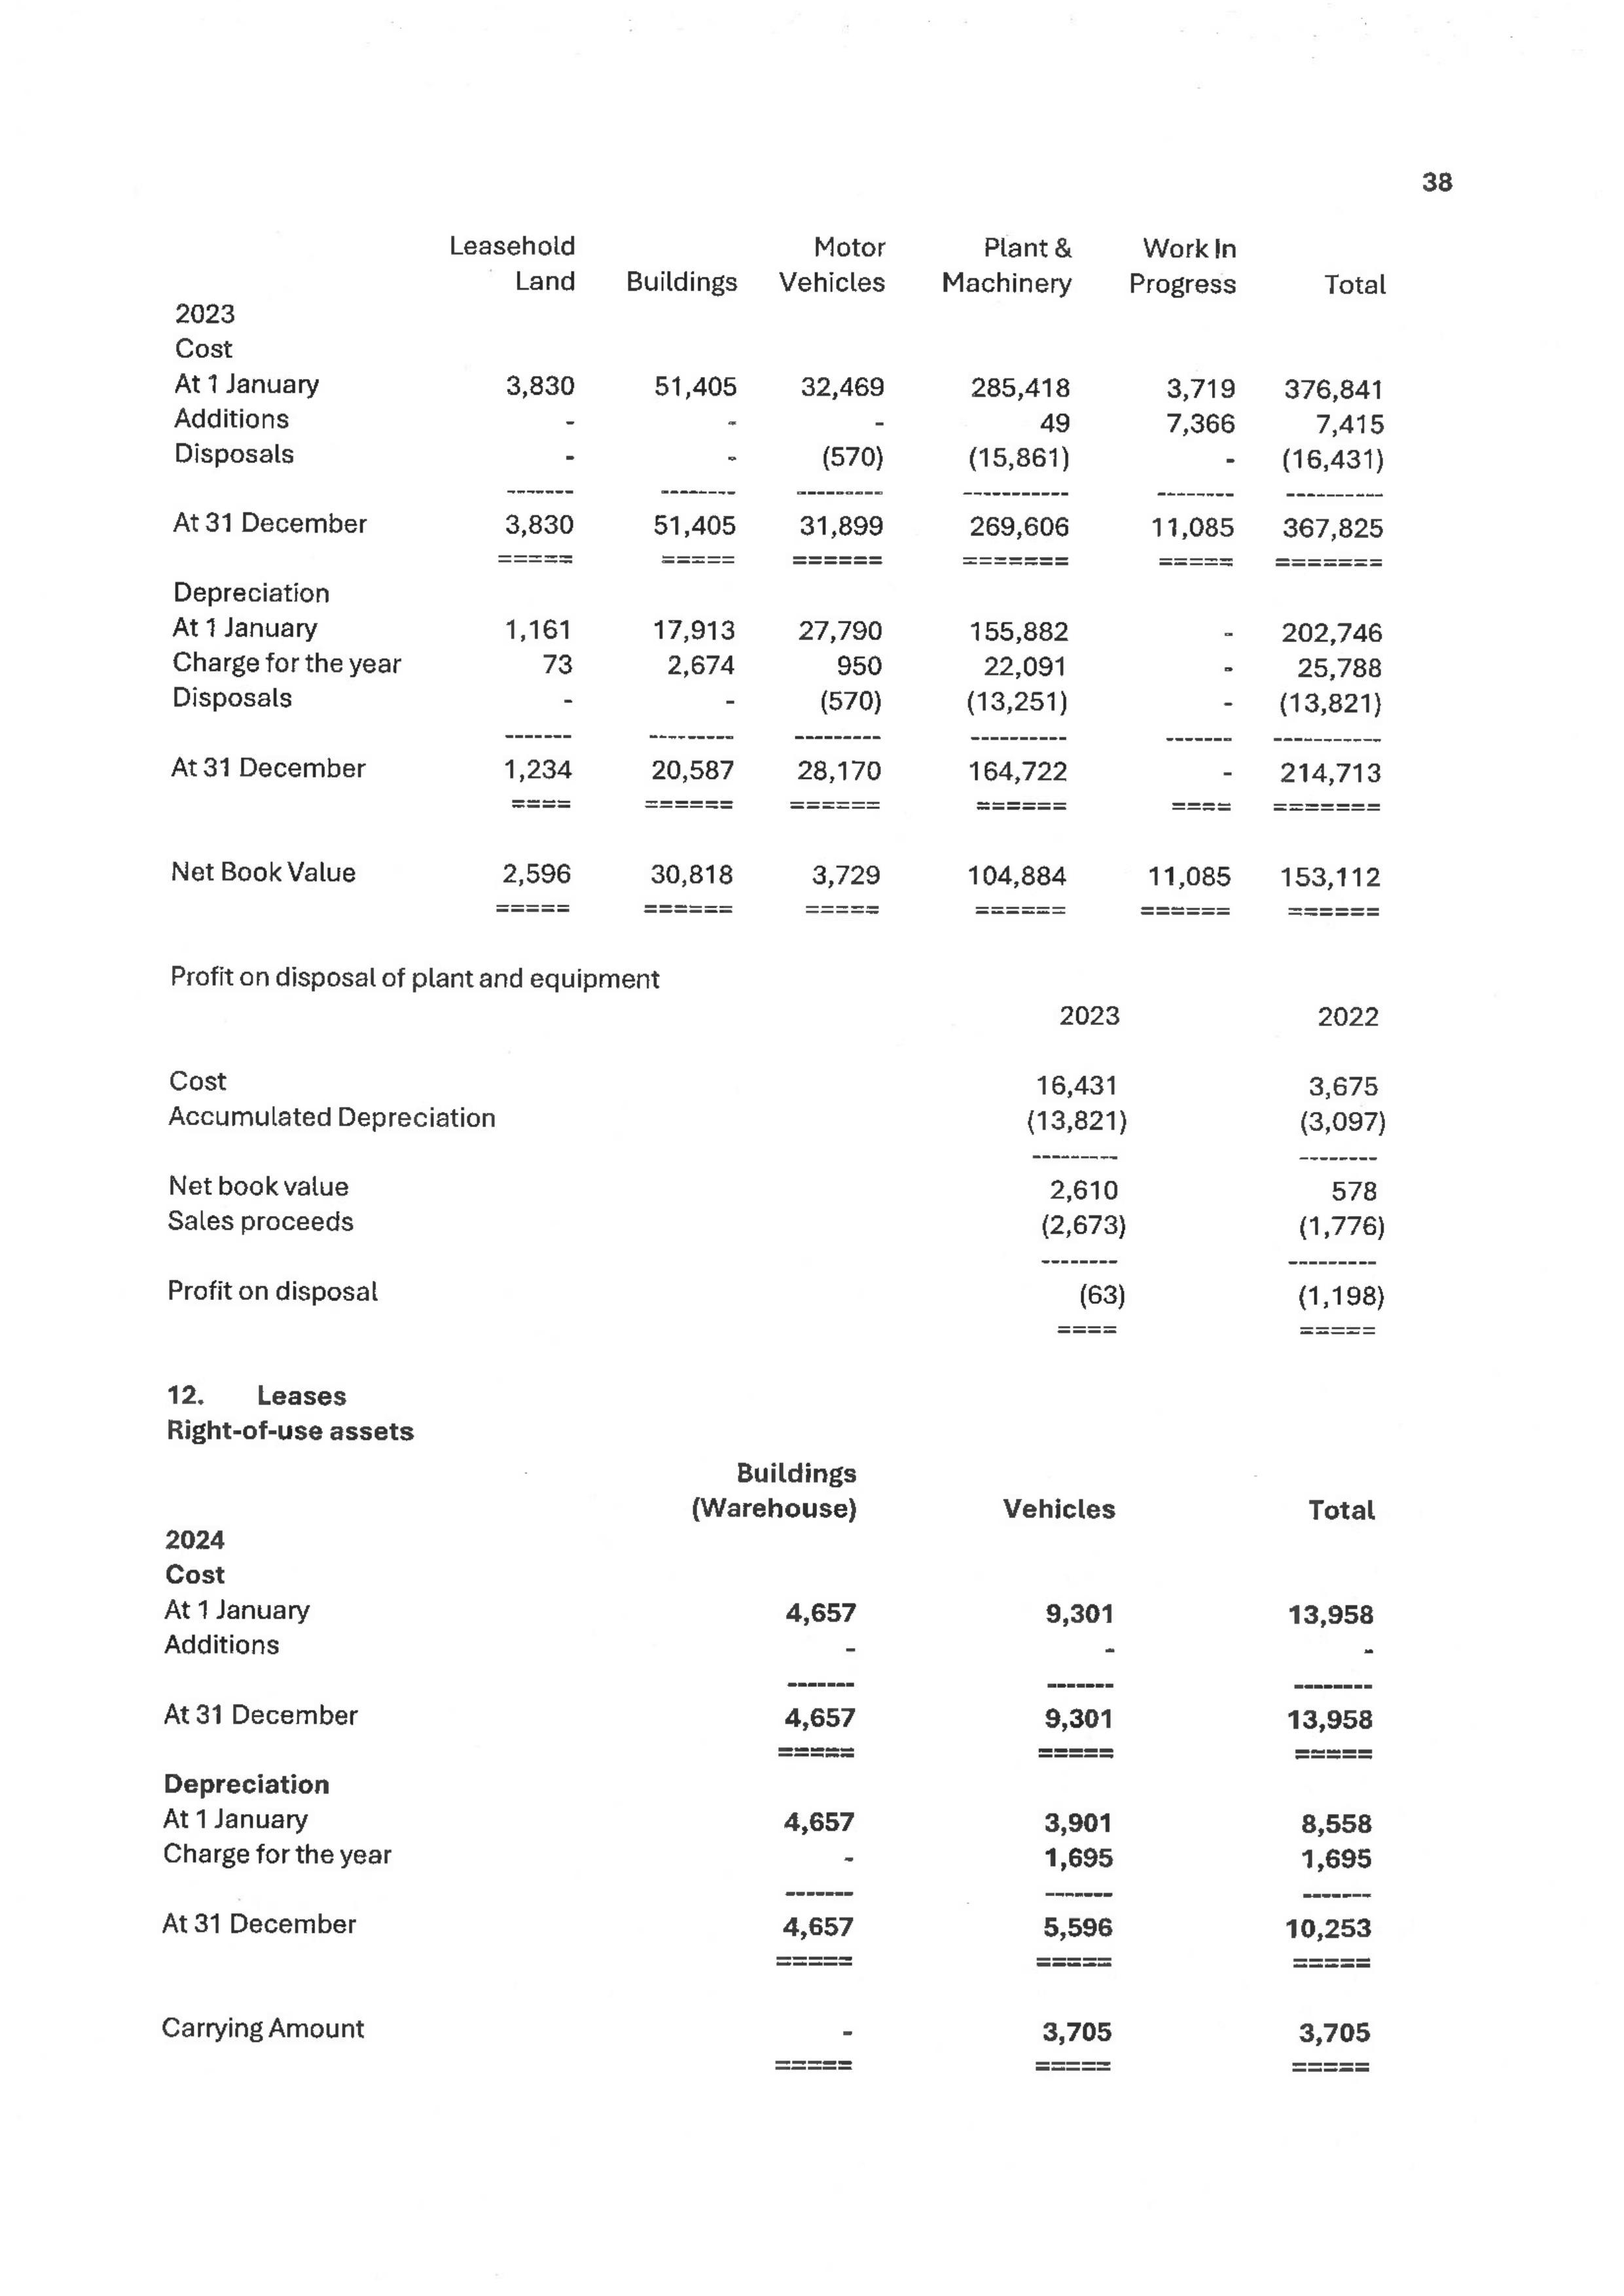 38
Leasehold Motor Plant & Work In
Land Buildings Vehicles Machinery Progress Total
2023
Cost
At 1 January 3,830 51,405 32,469 285,418 3,719 376,841
Additions - - - 49 7,366 7,415
Disposals - - (570) (15,861) - (16,431)
------- -------- --------- ----------- -------- ----------
At 31 December 3,830 51,405 31,899 269,606 11,085 367,825
===== ===== ====== ======= ===== =======
Depreciation
At 1 January 1,161 17,913 27,790 155,882 - 202,746
Charge for the year 73 2,674 950 22,091 - 25,788
Disposals - - (570) (13,251) - (13,821)
------- --------- --------- ---------- ------- -----------
At 31 December 1,234 20,587 28,170 164,722 - 214,713
==== ====== ====== ====== ==== =======
Net Book Value 2,596 30,818 3,729 104,884 11,085 153,112
===== ====== ===== ====== ====== ======
Profit on disposal of plant and equipment
2023 2022
Cost 16,431 3,675
Accumulated Depreciation (13,821) (3,097)
--------- --------
Net book value 2,610 578
Sales proceeds (2,673) (1,776)
-------- ---------
Profit on disposal (63) (1,198)
==== =====
12. Leases
Right-of-use assets
Buildings
(Warehouse) Vehicles Total
2024
Cost
At 1 January 4,657 9,301 13,958
Additions - - -
------- ------- --------
At 31 December 4,657 9,301 13,958
===== ===== =====
Depreciation
At 1 January 4,657 3,901 8,558
Charge for the year - 1,695 1,695
------- ------- -------
At 31 December 4,657 5,596 10,253
===== ===== =====
Carrying Amount - 3,705 3,705
===== ===== =====